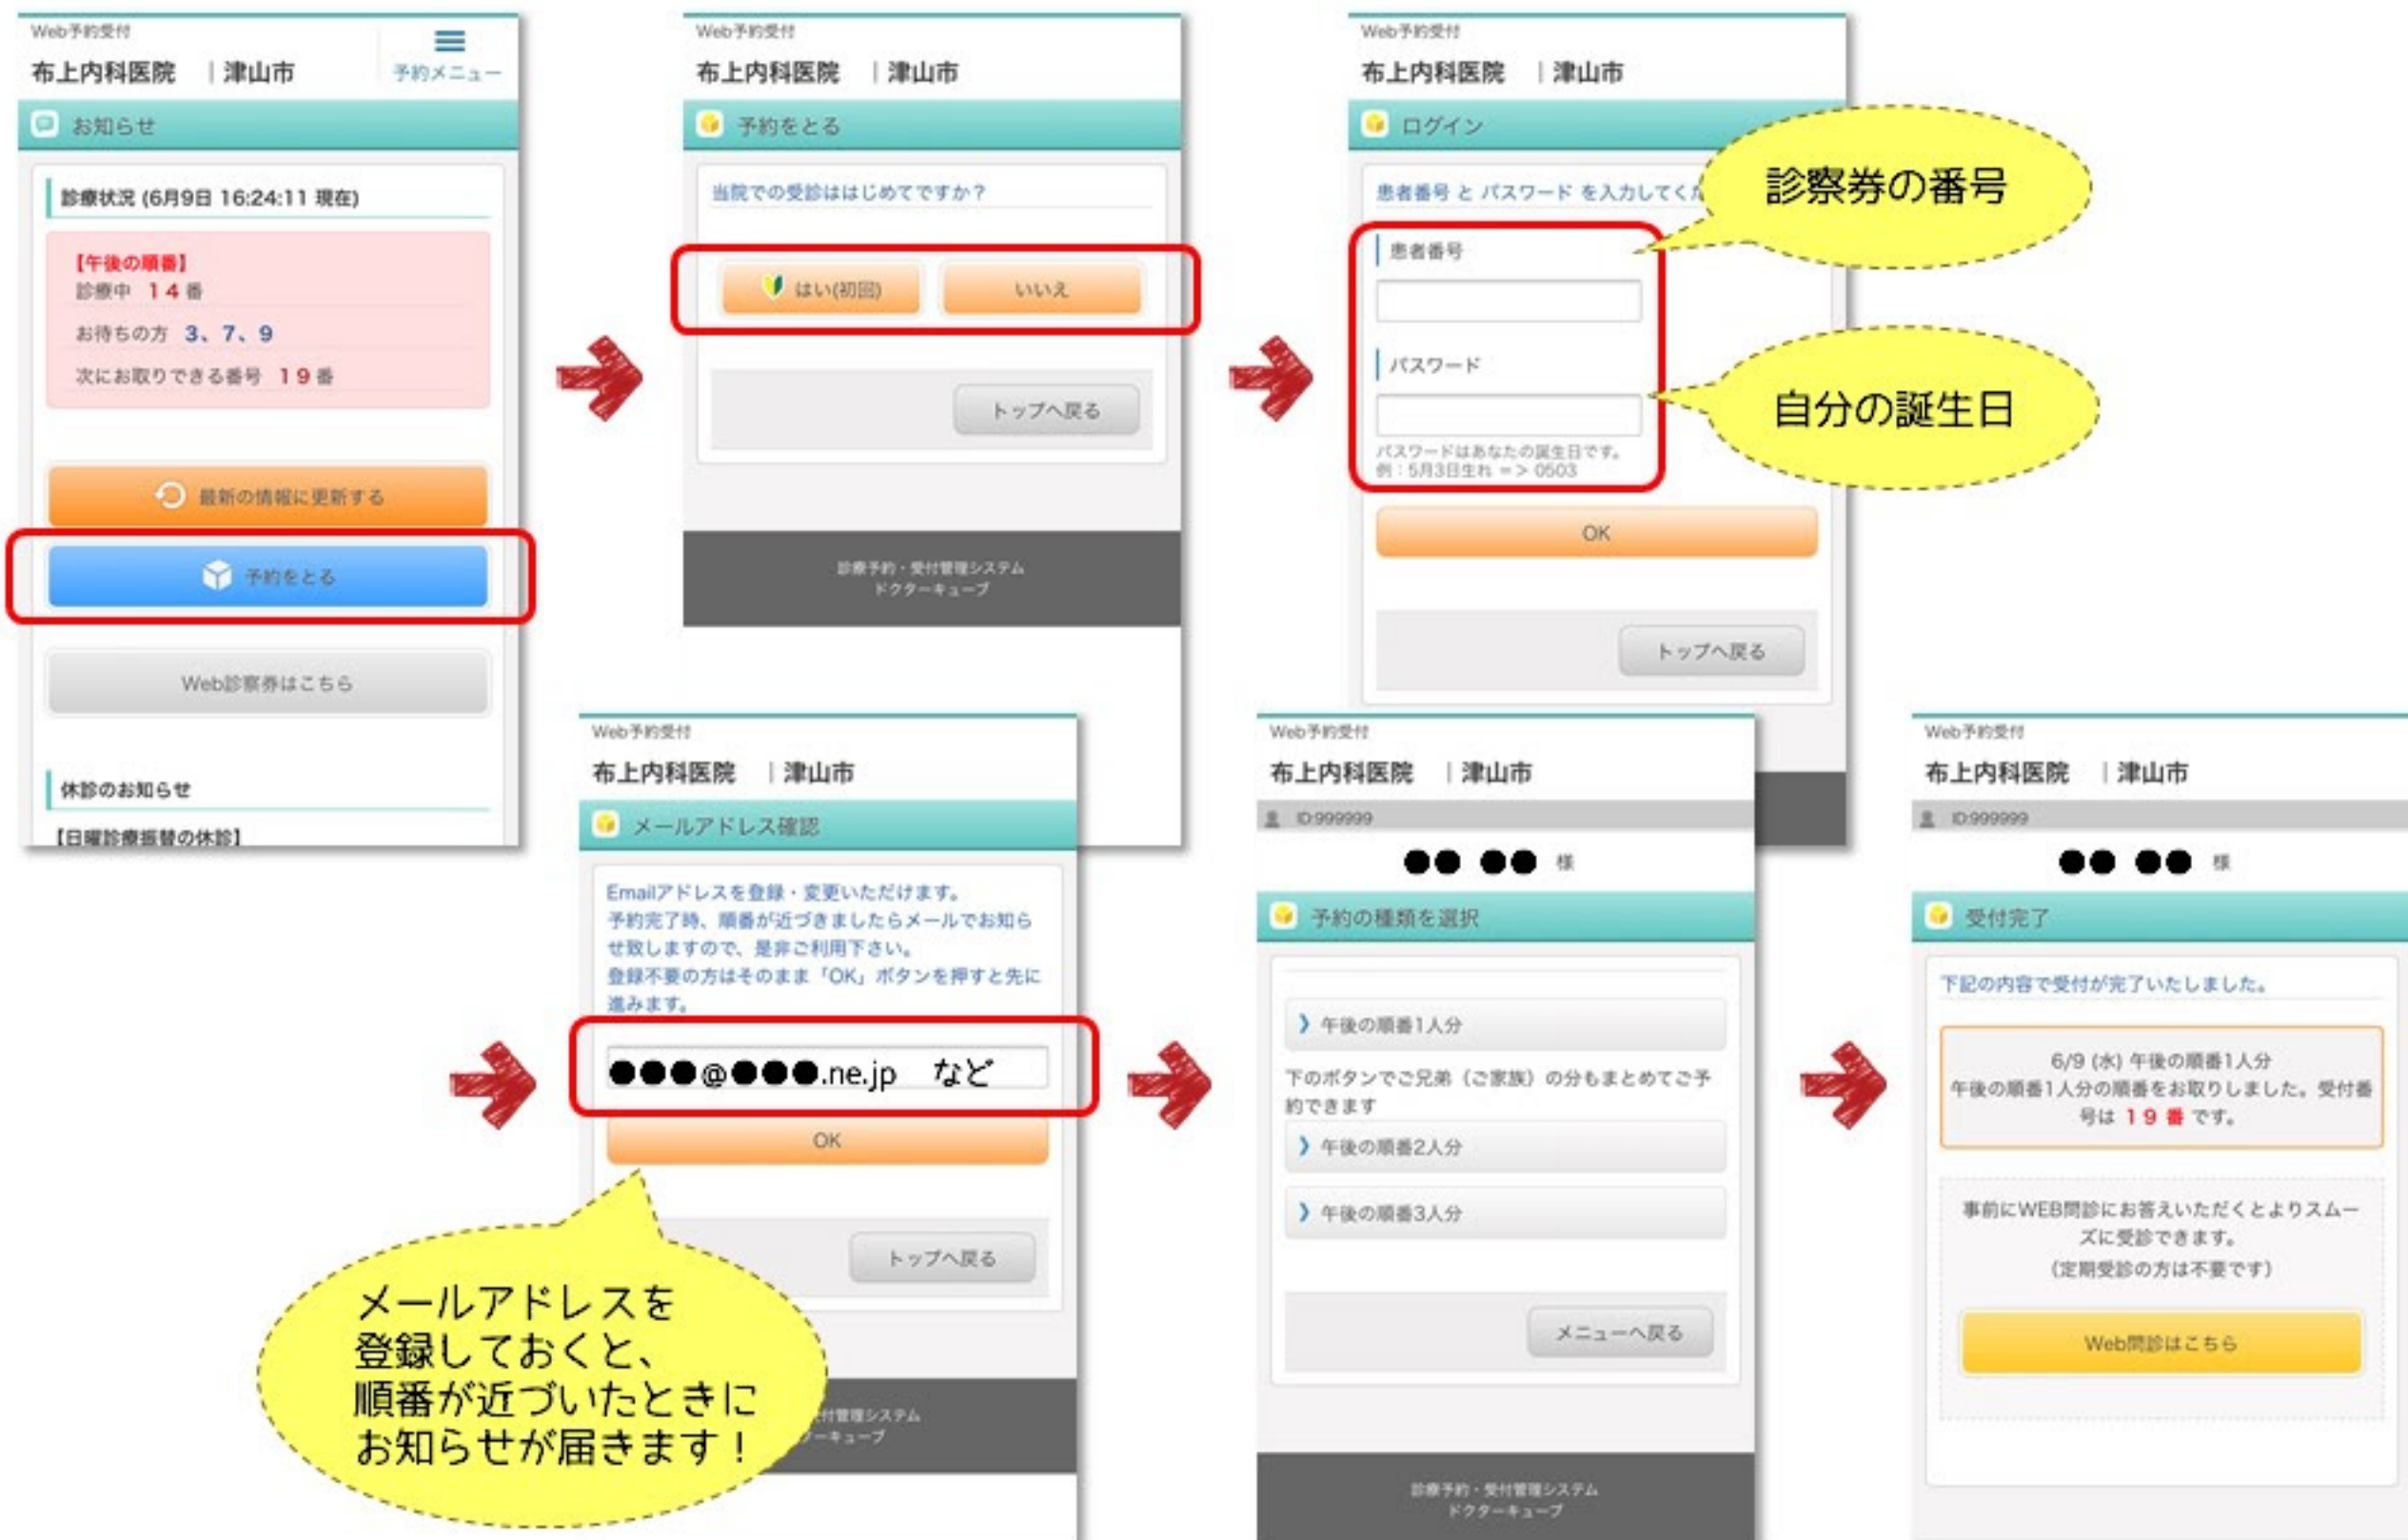 Web予約受付
布上内科医院 ｜津山市
予約メニュー
お知らせ
診療状況 (6月9日 16:24:11 現在)
【午後の順番】
診療中 14番
お待ちの方 3、7、9
次にお取りできる番号 19番
最新の情報に更新する
予約をとる
Web診察券はこちら
休診のお知らせ
【日曜診療振替の休診】
Web予約受付
布上内科医院 ｜津山市
予約をとる
当院での受診ははじめてですか？
はい(初回)
いいえ
トップへ戻る
診療予約・受付管理システム
ドクターキューブ
Web予約受付
布上内科医院 ｜津山市
ログイン
患者番号 と パスワード を入力してくだ
診察券の番号
患者番号
パスワード
自分の誕生日
パスワードはあなたの誕生日です。
例：5月3日生れ => 0503
OK
トップへ戻る
Web予約受付
布上内科医院 ｜津山市
メールアドレス確認
Emailアドレスを登録・変更いただけます。
予約完了時、順番が近づきましたらメールでお知ら
せ致しますので、是非ご利用下さい。
登録不要の方はそのまま「OK」ボタンを押すと先に
進みます。
●●●@●●●.ne.jp など
OK
トップへ戻る
メールアドレスを
登録しておくと、
順番が近づいたときに
お知らせが届きます！
付管理システム
ーキューブ
Web予約受付
布上内科医院 ｜津山市
ID:999999
●● ●● 様
予約の種類を選択
午後の順番1人分
下のボタンでご兄弟（ご家族）の分もまとめてご予
約できます
午後の順番2人分
午後の順番3人分
メニューへ戻る
診療予約・受付管理システム
ドクターキューブ
Web予約受付
布上内科医院 ｜津山市
ID:999999
●● ●● 様
受付完了
下記の内容で受付が完了いたしました。
6/9 (水) 午後の順番1人分
午後の順番1人分の順番をお取りしました。受付番
号は 19番 です。
事前にWEB問診にお答えいただくとよりスムー
ズに受診できます。
（定期受診の方は不要です）
Web問診はこちら